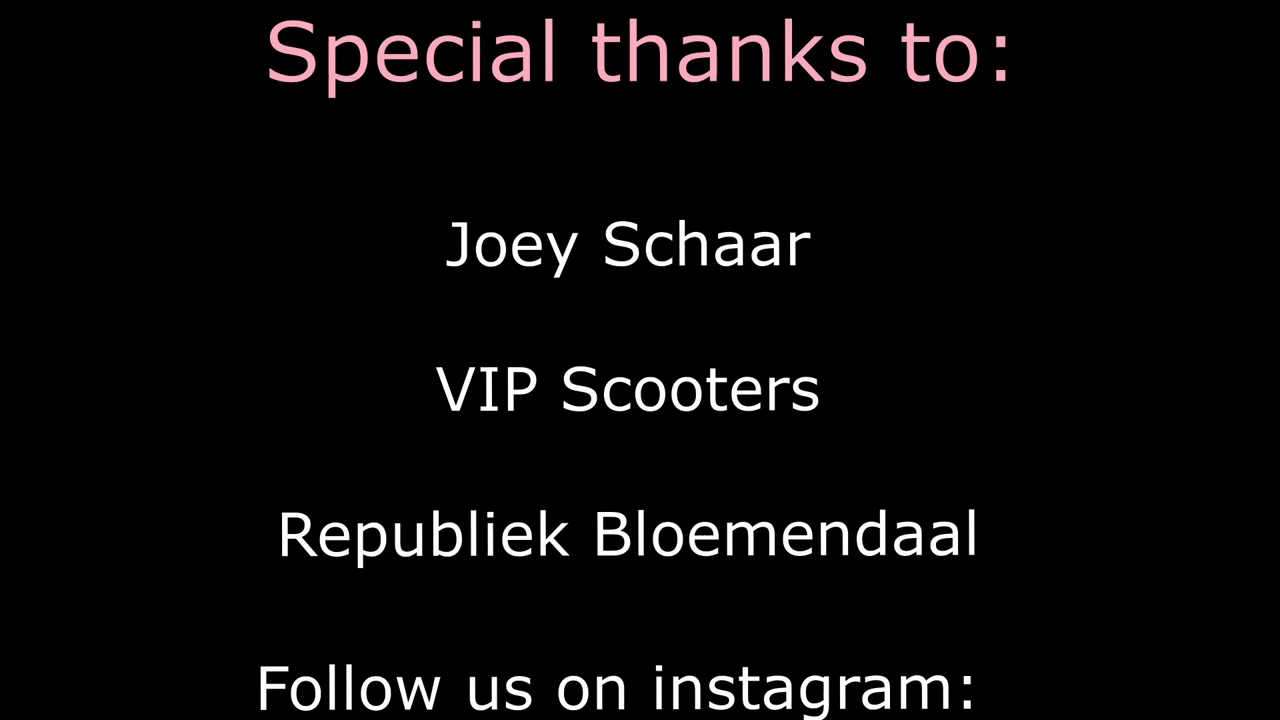 Special thanks to:
Joey Schaar
VIP Scooters
Republiek Bloemendaal
Follow us on instagram: